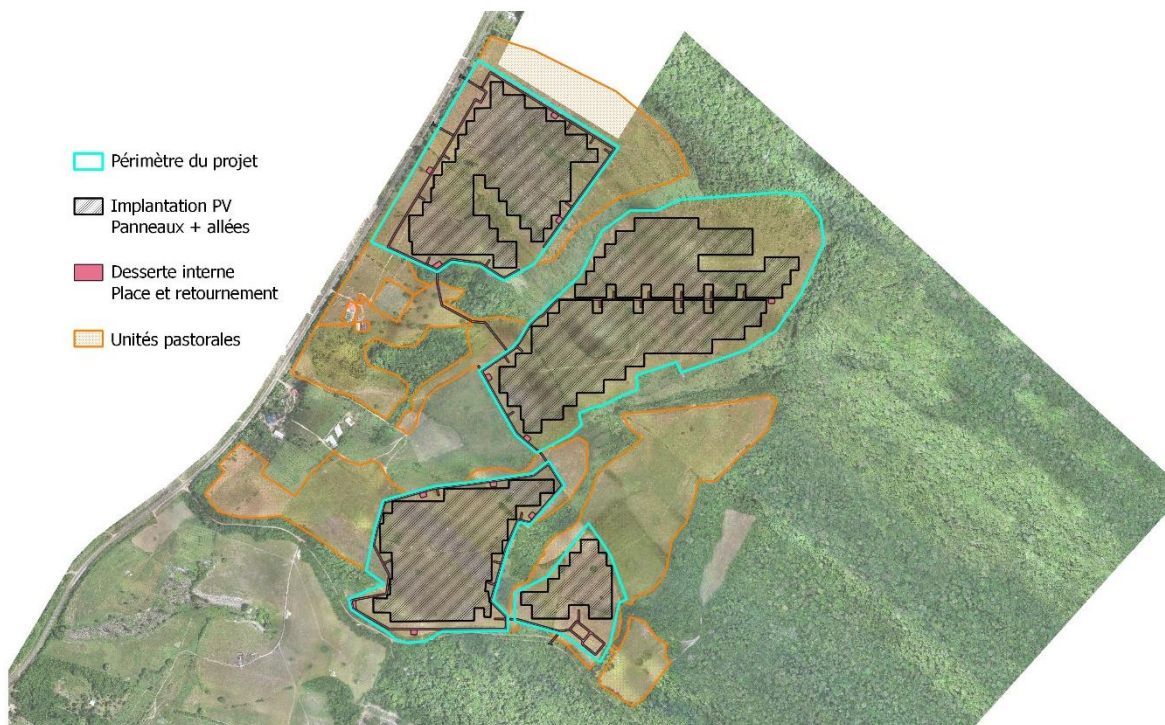 Périmètre du projet
Implantation PV
Panneaux + allées
Desserte interne
Place et retournement
Unités pastorales